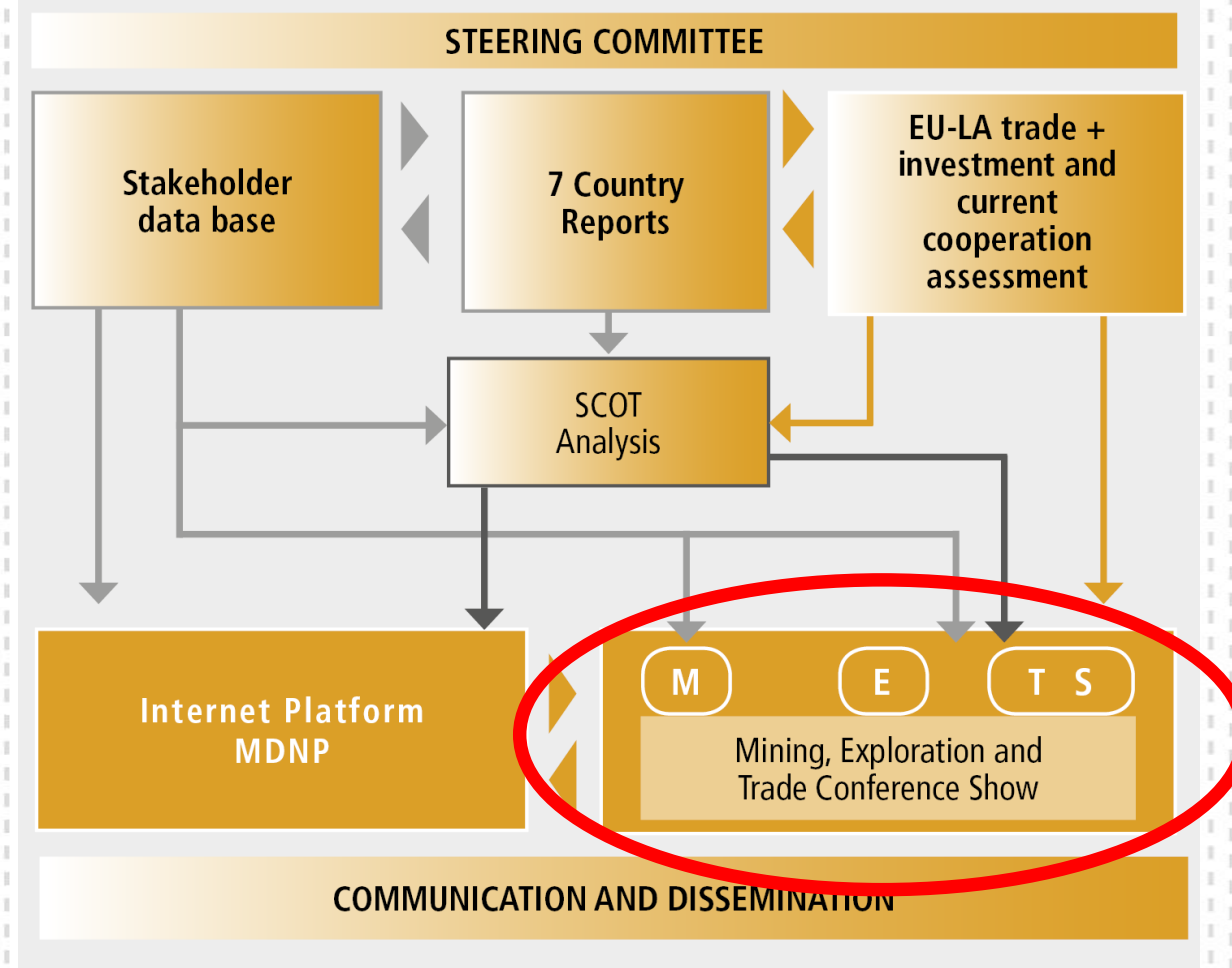 STEERING COMMITTEE
Stakeholder
data base
7 Country
Reports
EU-LA trade +
investment and
current
cooperation
assessment
SCOT
Analysis
Internet Platform
MDNP
M E T S
Mining, Exploration and
Trade Conference Show
COMMUNICATION AND DISSEMINATION